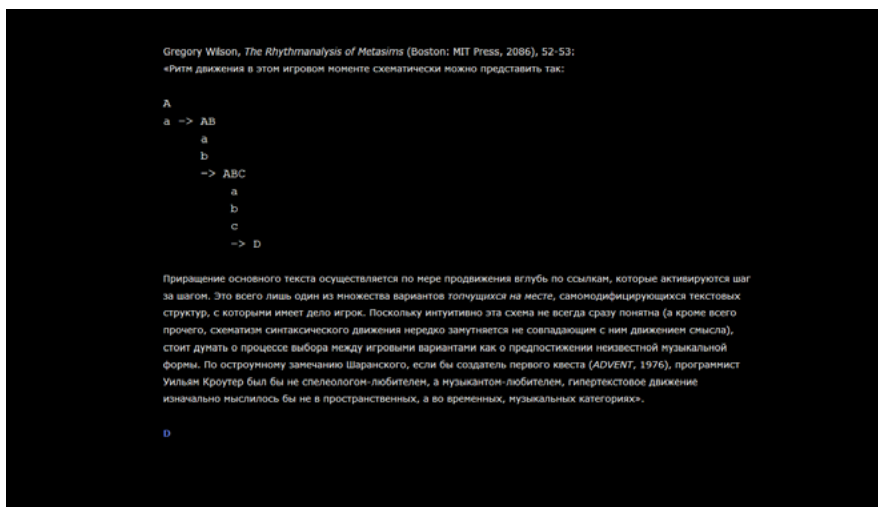 Gregory Wilson, The Rhythmanalysis of Metasims (Boston: MIT Press, 2086), 52-53:
«Ритм движения в этом игровом моменте схематически можно представить так:
A
a -> AB
a
b
-> ABC
a
b
c
-> D
Приращение основного текста осуществляется по мере продвижения вглубь по ссылкам, которые активируются шаг
за шагом. Это всего лишь один из множества вариантов топчущихся на месте, самомодифицирующихся текстовых
структур, с которыми имеет дело игрок. Поскольку интуитивно эта схема не всегда сразу понятна (а кроме всего
прочего, схематизм синтаксического движения нередко замутняется не совпадающим с ним движением смысла),
стоит думать о процессе выбора между игровыми вариантами как о предпостижении неизвестной музыкальной
формы. По остроумному замечанию Шаранского, если бы создатель первого квеста (ADVENT, 1976), программист
Уильям Кроутер был бы не спелеологом-любителем, а музыкантом-любителем, гипертекстовое движение
изначально мыслилось бы не в пространственных, а во временных, музыкальных категориях».
D